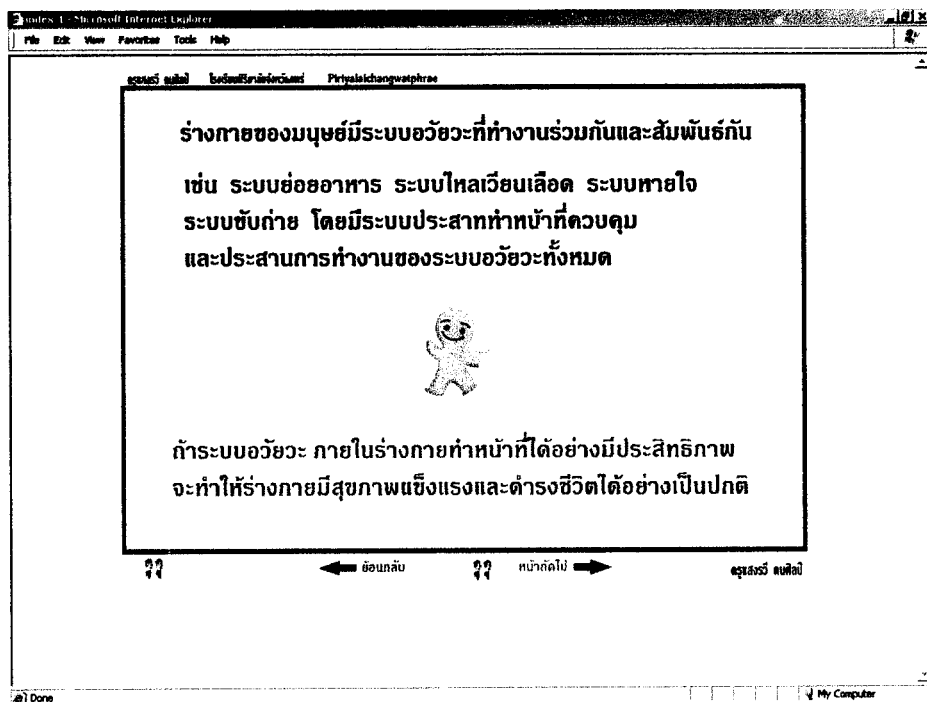 index 1 - Microsoft Internet Explorer
File Edit View Favorites Tools Help
Piriyalaichangwatphrae
ร่างกายของมนุษย์มีระบบอวัยวะที่ทำงานร่วมกันและสัมพันธ์กัน
เช่น ระบบย่อยอาหาร ระบบไหลเวียนเลือด ระบบหายใจ
ระบบขับถ่าย โดยมีระบบประสาททำหน้าที่ควบคุม
และประสานการทำงานของระบบอวัยวะทั้งหมด
ถ้าระบบอวัยวะ ภายในร่างกายทำหน้าที่ได้อย่างมีประสิทธิภาพ
จะทำให้ร่างกายมีสุขภาพแข็งแรงและดำรงชีวิตได้อย่างเป็นปกติ
ย้อนกลับ หน้าถัดไป
Done My Computer